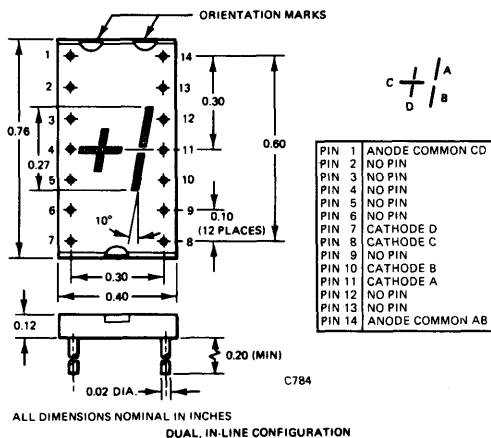 ORIENTATION MARKS
1
2
3
4
5
6
7
14
13
12
11
10
9
8
0.76
0.27
10°
0.30
0.60
0.10
(12 PLACES)
0.30
0.40
0.12
0.20 (MIN)
0.02 DIA.
C784
C
D
A
B
PIN 1 ANODE COMMON CD
PIN 2 NO PIN
PIN 3 NO PIN
PIN 4 NO PIN
PIN 5 NO PIN
PIN 6 NO PIN
PIN 7 CATHODE D
PIN 8 CATHODE C
PIN 9 NO PIN
PIN 10 CATHODE B
PIN 11 CATHODE A
PIN 12 NO PIN
PIN 13 NO PIN
PIN 14 ANODE COMMON AB
ALL DIMENSIONS NOMINAL IN INCHES
DUAL, IN-LINE CONFIGURATION